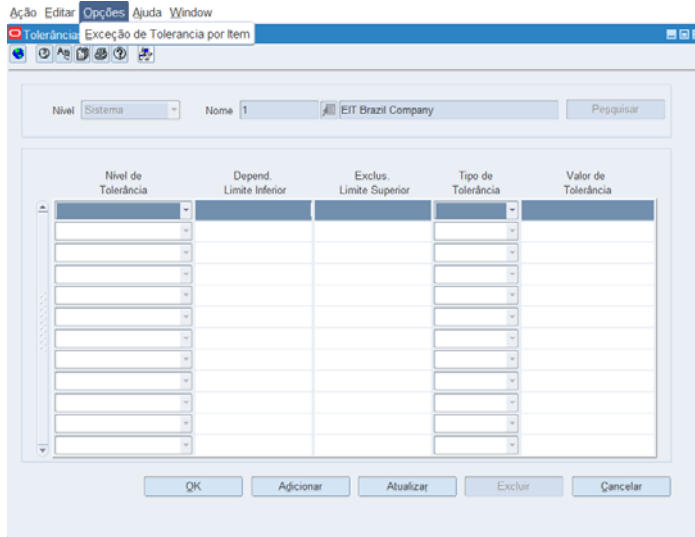 Ação Editar Opções Ajuda Window
Tolerâncias Exceção de Tolerancia por Item
Nível Sistema Nome 1 EIT Brazil Company Pesquisar
Nível de Tolerância Depend. Limite Inferior Exclus. Limite Superior Tipo de Tolerância Valor de Tolerância
OK Adicionar Atualizar Excluir Cancelar